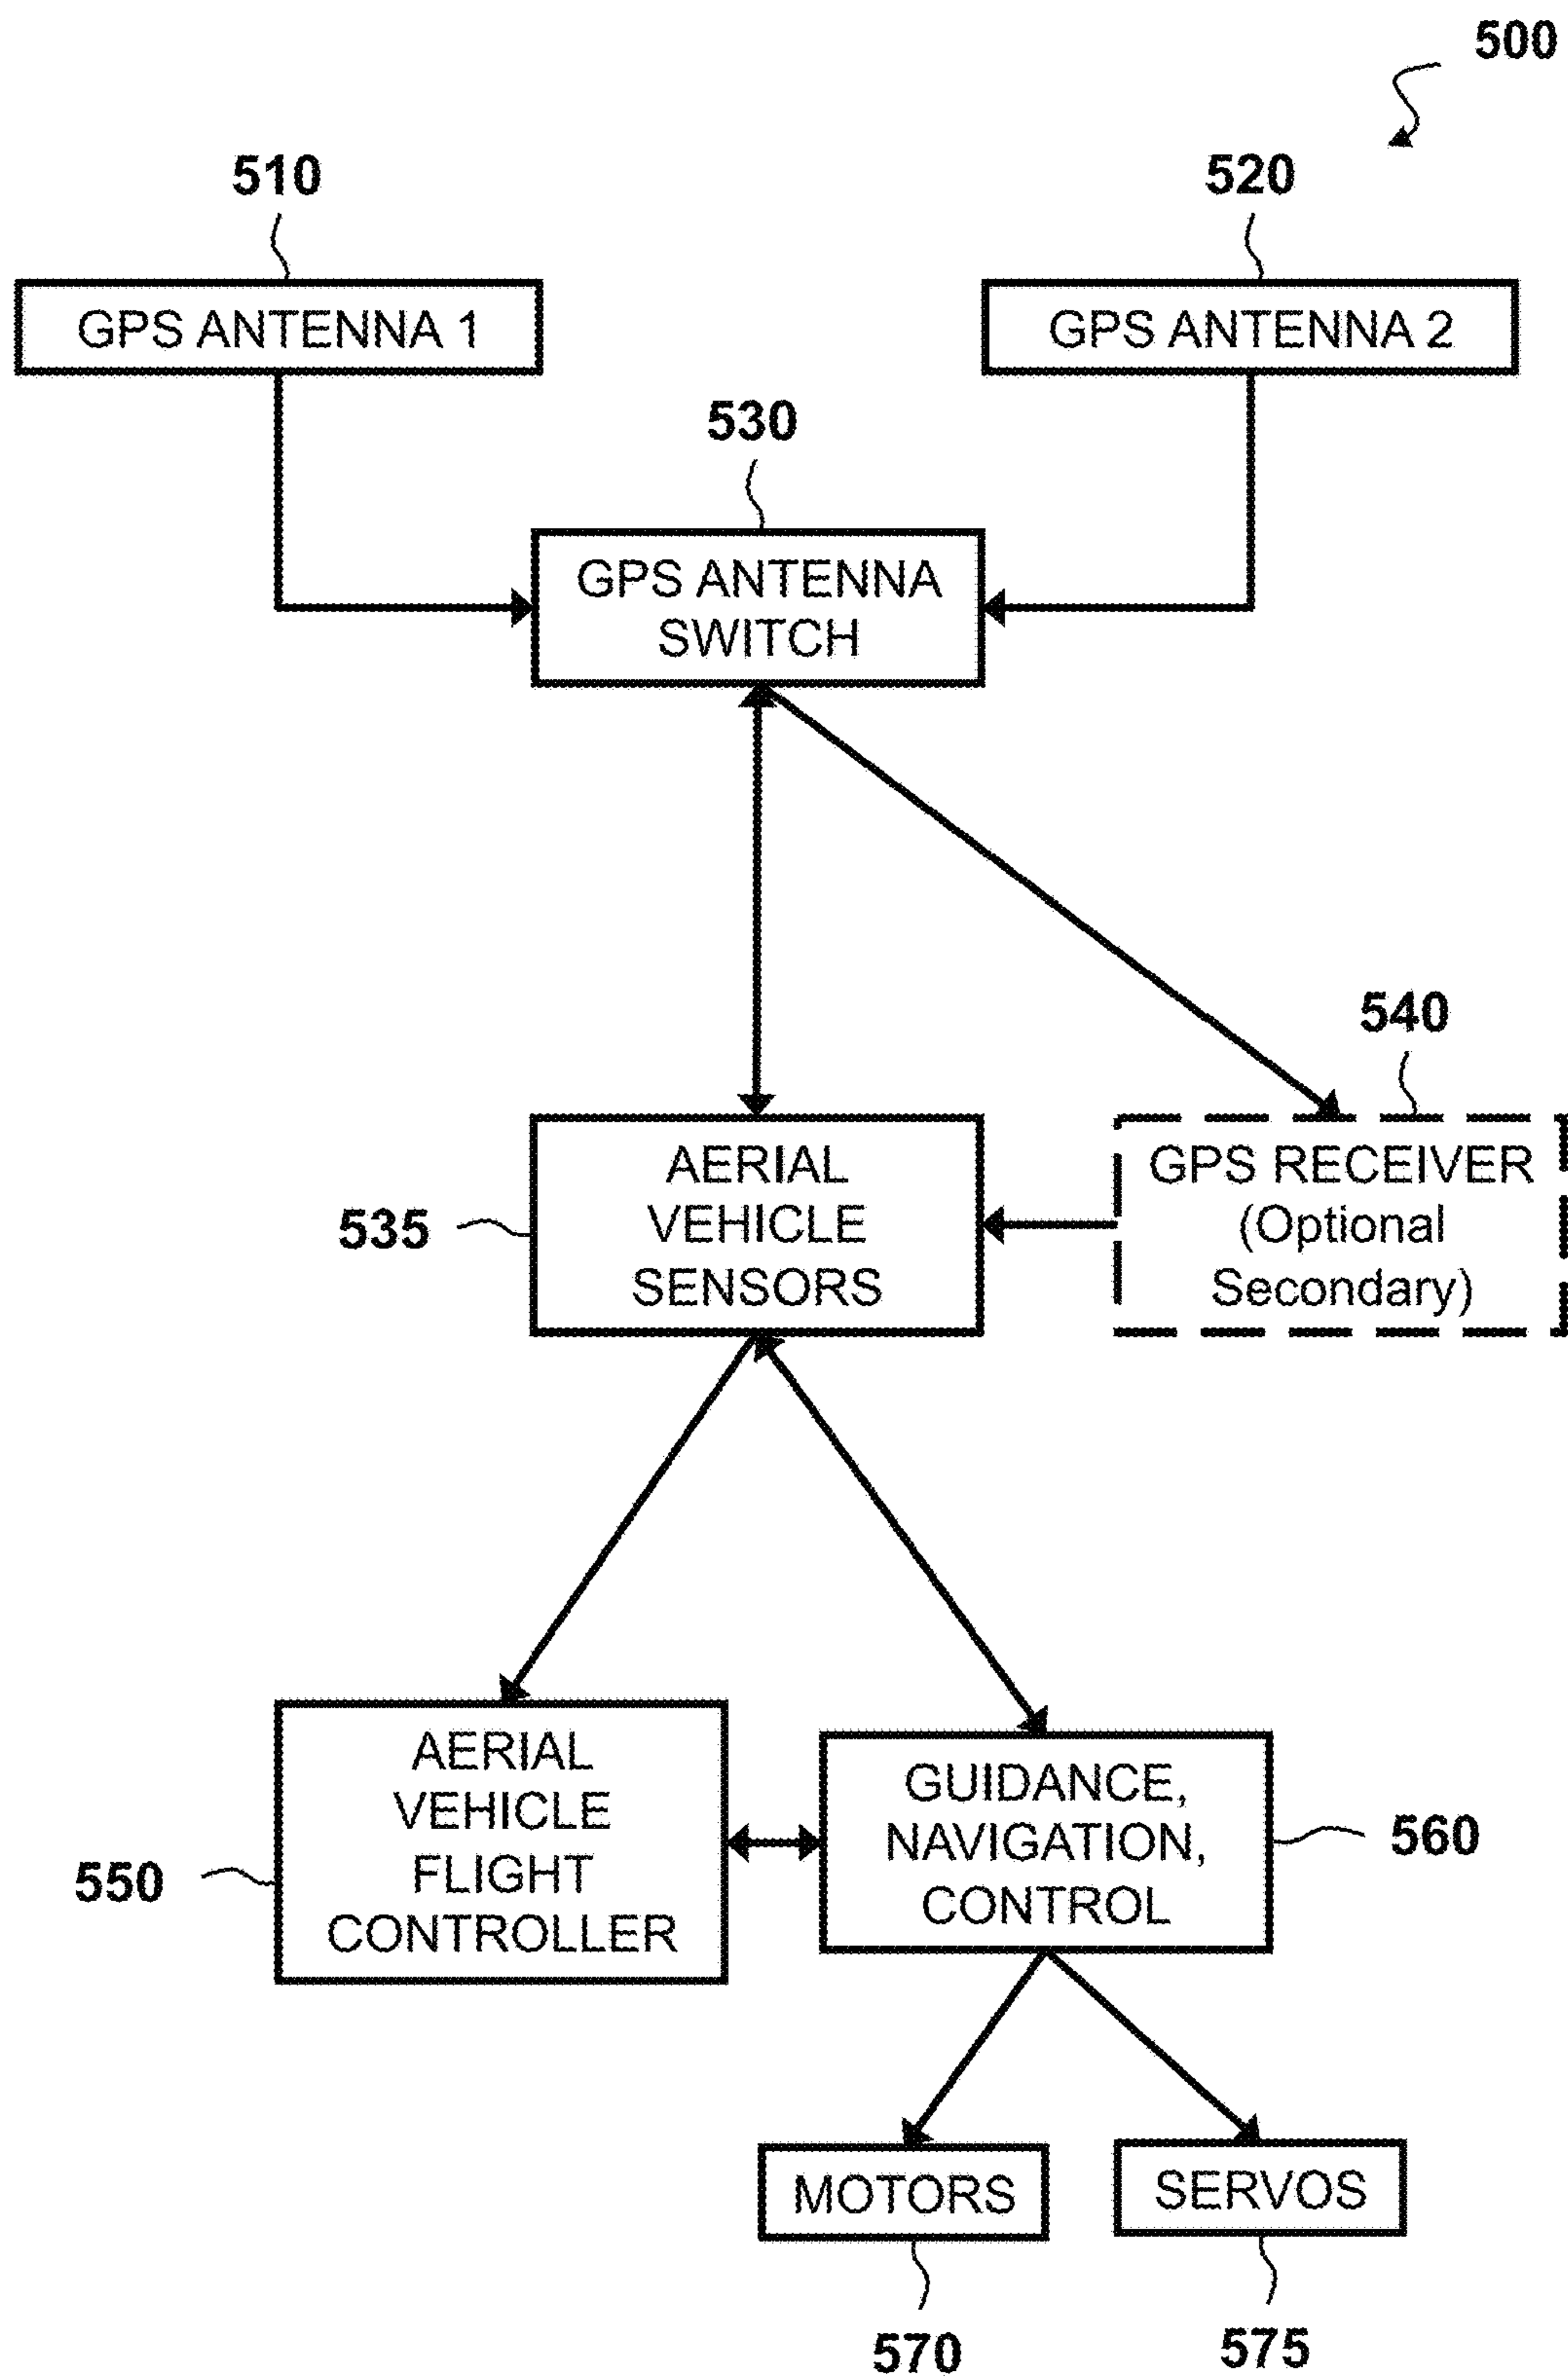 500
510
520
GPS ANTENNA 1
GPS ANTENNA 2
530
GPS ANTENNA
SWITCH
540
AERIAL
VEHICLE
SENSORS
535
GPS RECEIVER
(Optional
Secondary)
AERIAL
VEHICLE
FLIGHT
CONTROLLER
550
GUIDANCE,
NAVIGATION,
CONTROL
560
MOTORS
SERVOS
570
575